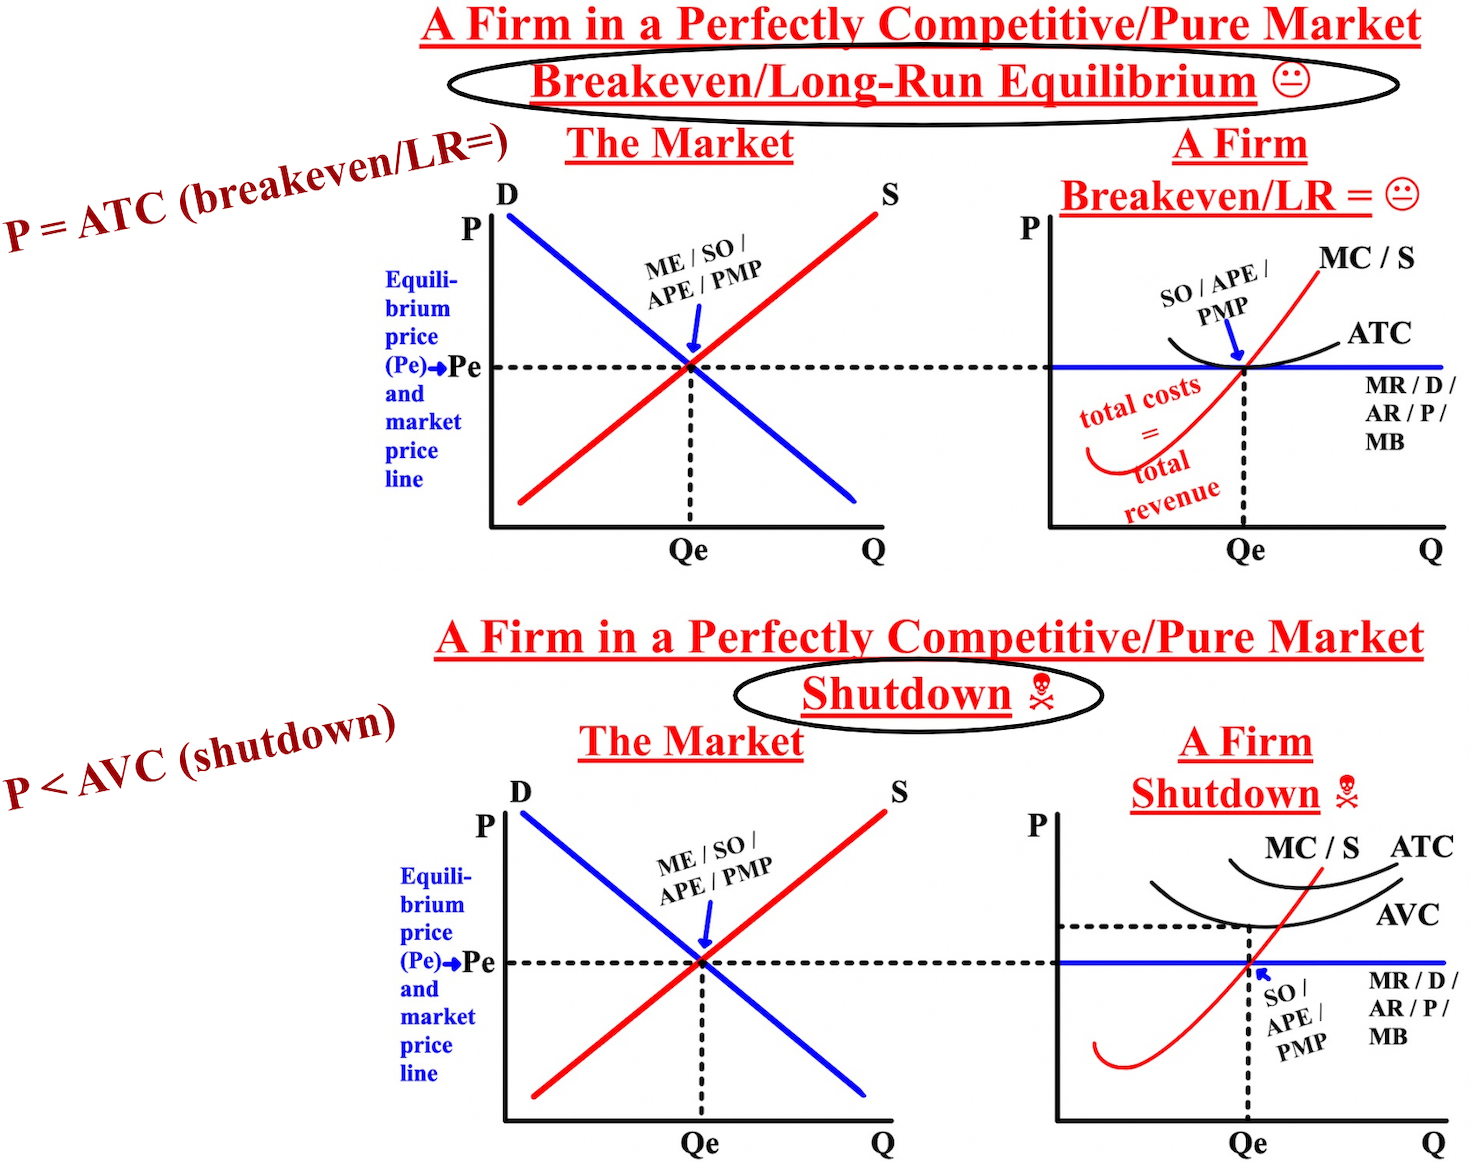 A Firm in a Perfectly Competitive/Pure Market
Breakeven/Long-Run Equilibrium 😐
P = ATC (breakeven/LR=)
The Market
D
S
P
ME / SO /
APE / PMP
Equili-
brium
price
(Pe)
and
market
price
line
Pe
Qe
Q
A Firm
Breakeven/LR = 😐
P
MC / S
SO / APE /
PMP
ATC
MR / D /
AR / P /
MB
total costs
=
total
revenue
Qe
Q
A Firm in a Perfectly Competitive/Pure Market
Shutdown ☠
P < AVC (shutdown)
The Market
D
S
P
ME / SO /
APE / PMP
Equili-
brium
price
(Pe)
and
market
price
line
Pe
Qe
Q
A Firm
Shutdown ☠
P
MC / S
ATC
AVC
MR / D /
AR / P /
MB
SO /
APE /
PMP
Qe
Q